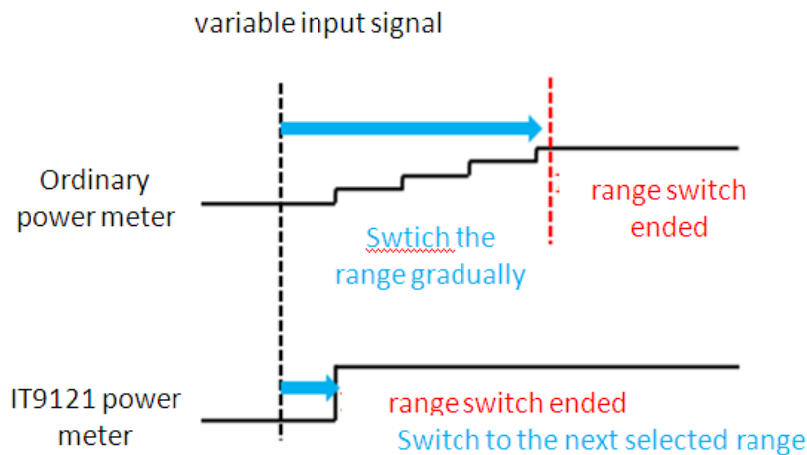 variable input signal
Ordinary
power meter
range switch
ended
Swtich the
range gradually
IT9121 power
meter
range switch ended
Switch to the next selected range